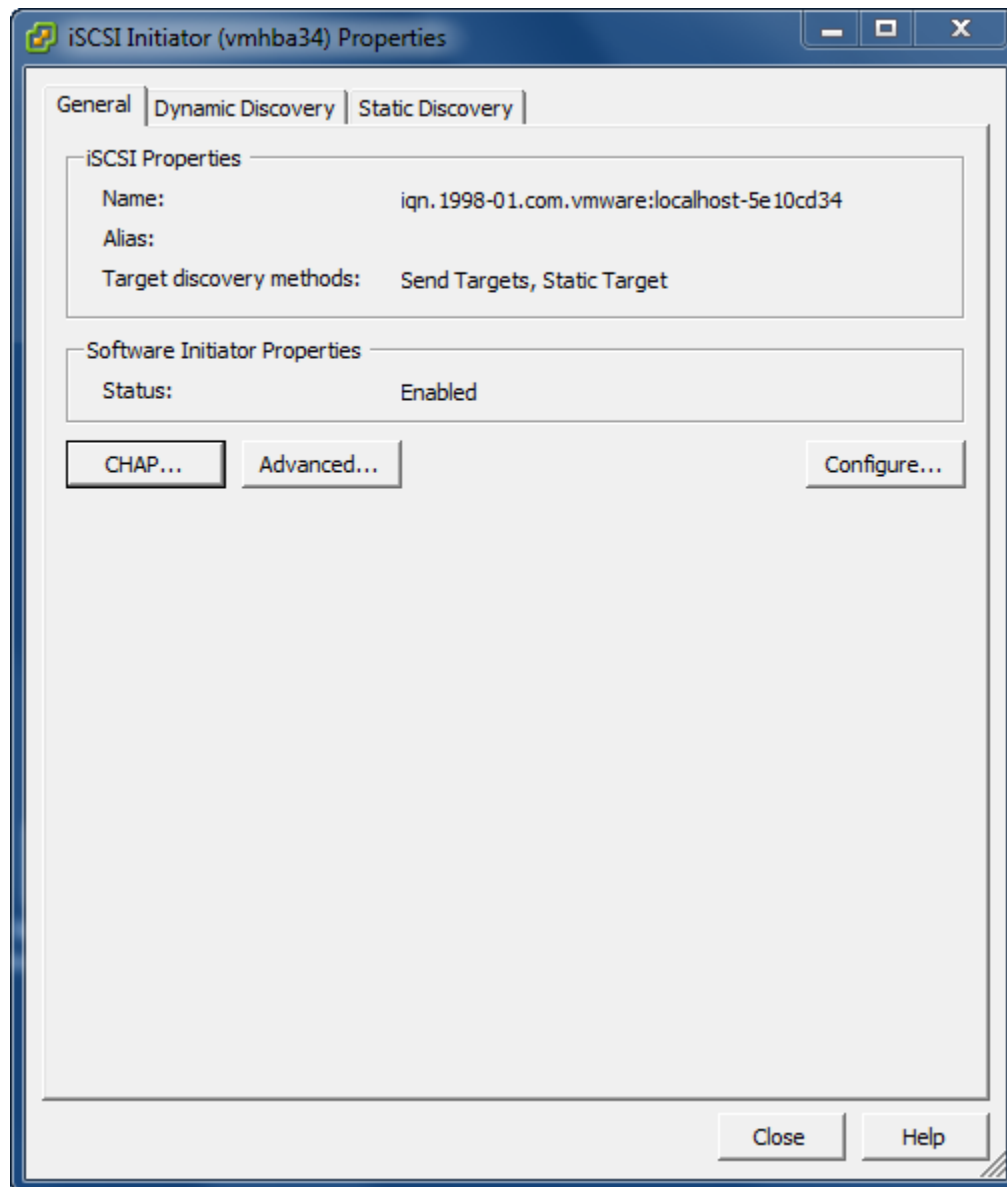 iSCSI Initiator (vmhba34) Properties
General Dynamic Discovery Static Discovery
iSCSI Properties
Name: iqn.1998-01.com.vmware:localhost-5e10cd34
Alias:
Target discovery methods: Send Targets, Static Target
Software Initiator Properties
Status: Enabled
CHAP... Advanced... Configure...
Close Help